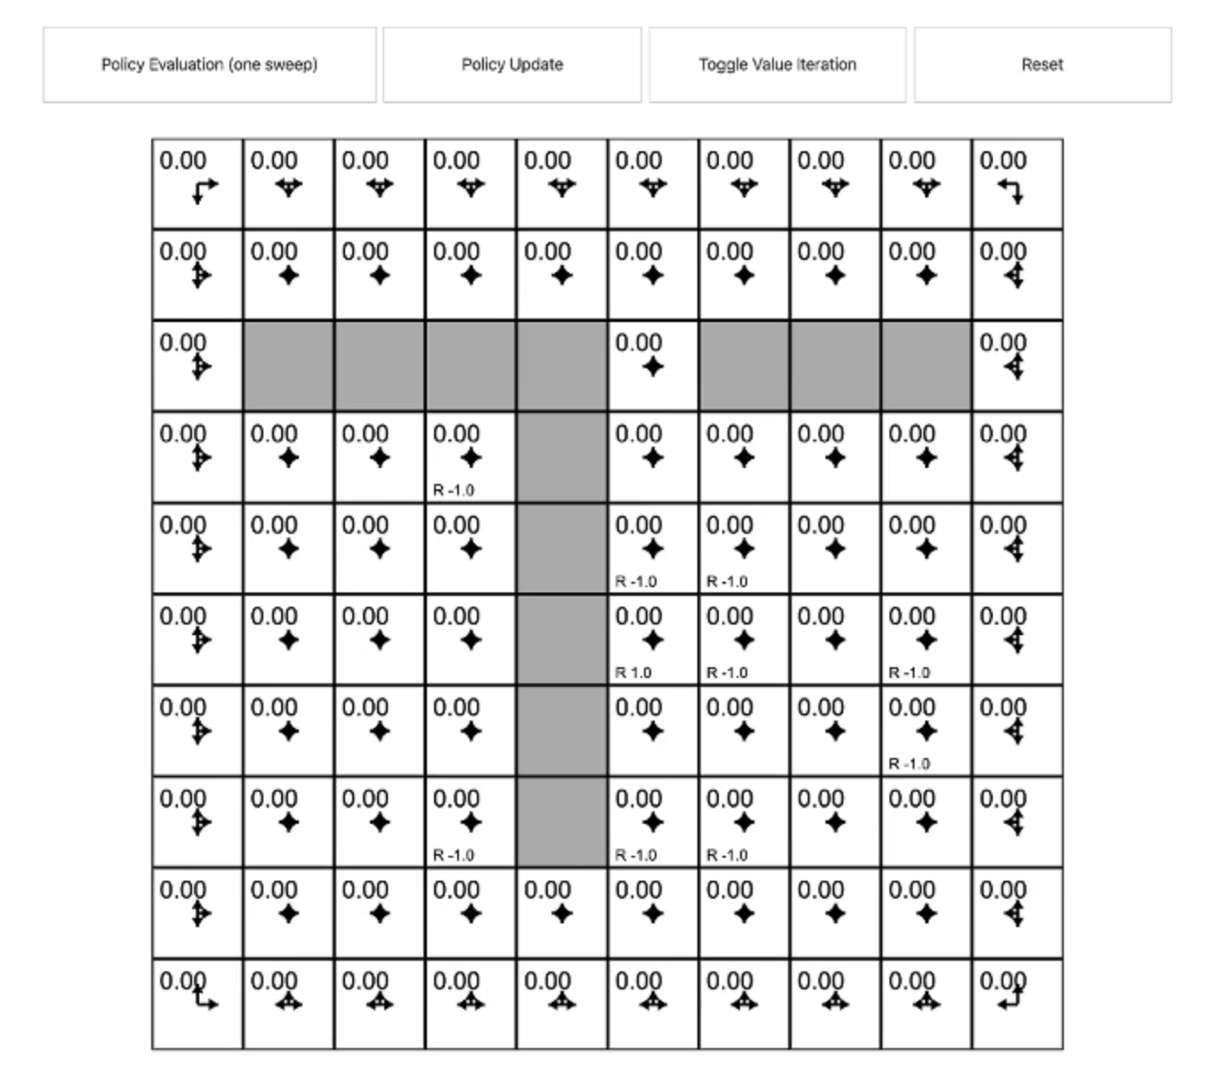 Policy Evaluation (one sweep) Policy Update Toggle Value Iteration Reset
0.00 0.00 0.00 0.00 0.00 0.00 0.00 0.00 0.00 0.00
0.00 0.00 0.00 0.00 0.00 0.00 0.00 0.00 0.00 0.00
0.00 0.00 0.00
0.00 0.00 0.00 0.00 0.00 0.00 0.00 0.00 0.00
R -1.0
0.00 0.00 0.00 0.00 0.00 0.00 0.00 0.00 0.00
R -1.0 R -1.0
0.00 0.00 0.00 0.00 0.00 0.00 0.00 0.00 0.00
R 1.0 R -1.0 R -1.0
0.00 0.00 0.00 0.00 0.00 0.00 0.00 0.00 0.00
R -1.0
0.00 0.00 0.00 0.00 0.00 0.00 0.00 0.00 0.00
R -1.0 R -1.0 R -1.0
0.00 0.00 0.00 0.00 0.00 0.00 0.00 0.00 0.00 0.00
0.00 0.00 0.00 0.00 0.00 0.00 0.00 0.00 0.00 0.00